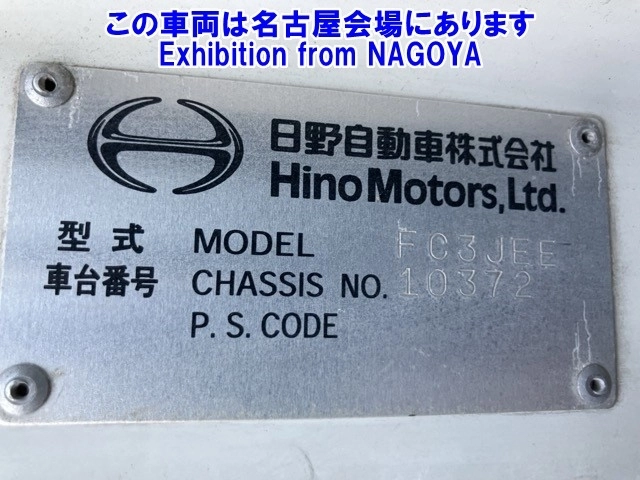 この車両は名古屋会場にあります
Exhibition from NAGOYA
日野自動車株式会社
Hino Motors, Ltd.
型式 MODEL FC3JEE
車台番号 CHASSIS NO. 10372
P. S. CODE